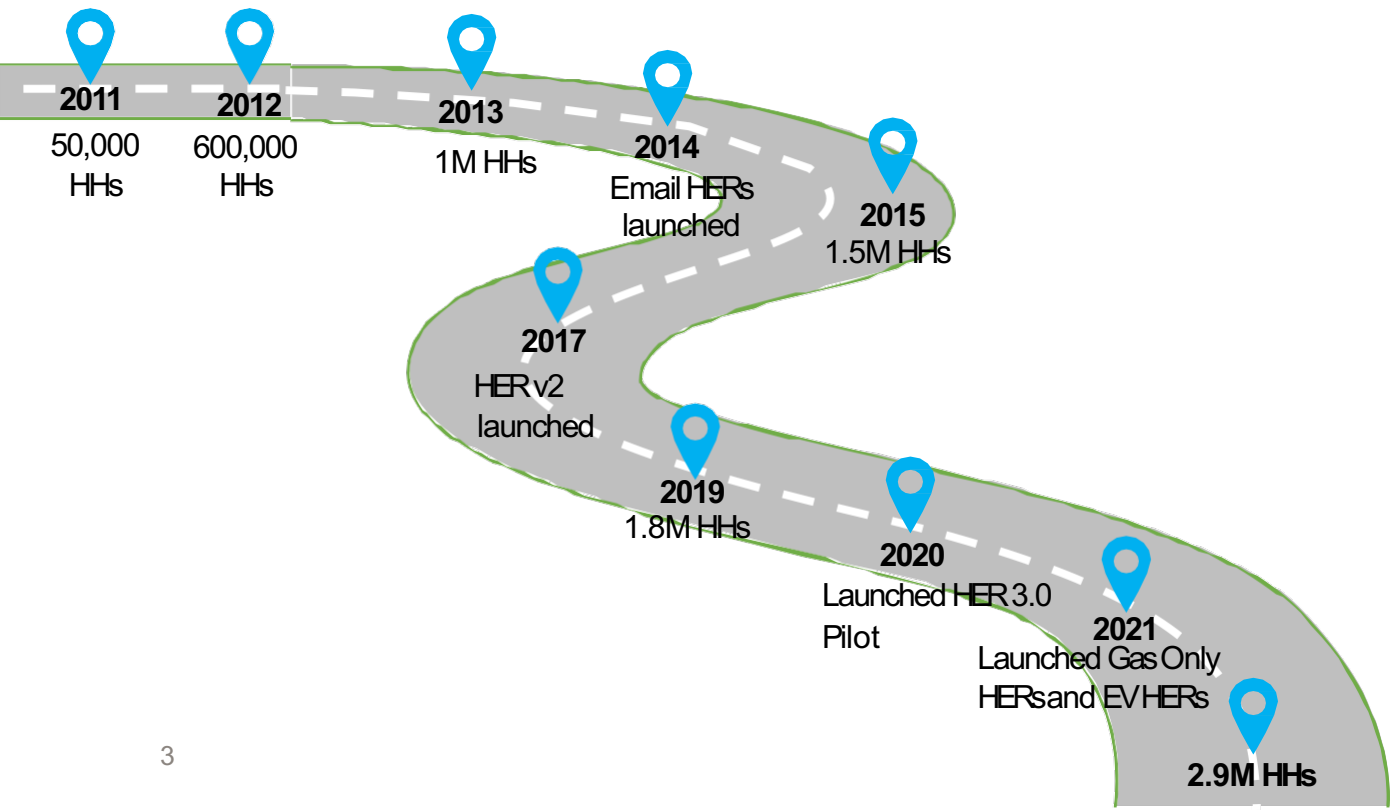 2011
50,000
HHs
2012
600,000
HHs
2013
1M HHs
2014
Email HERs
launched
2015
1.5M HHs
2017
HER v2
launched
2019
1.8M HHs
2020
Launched HER 3.0
Pilot
2021
Launched Gas Only
HERs and EV HERs
2.9M HHs
3